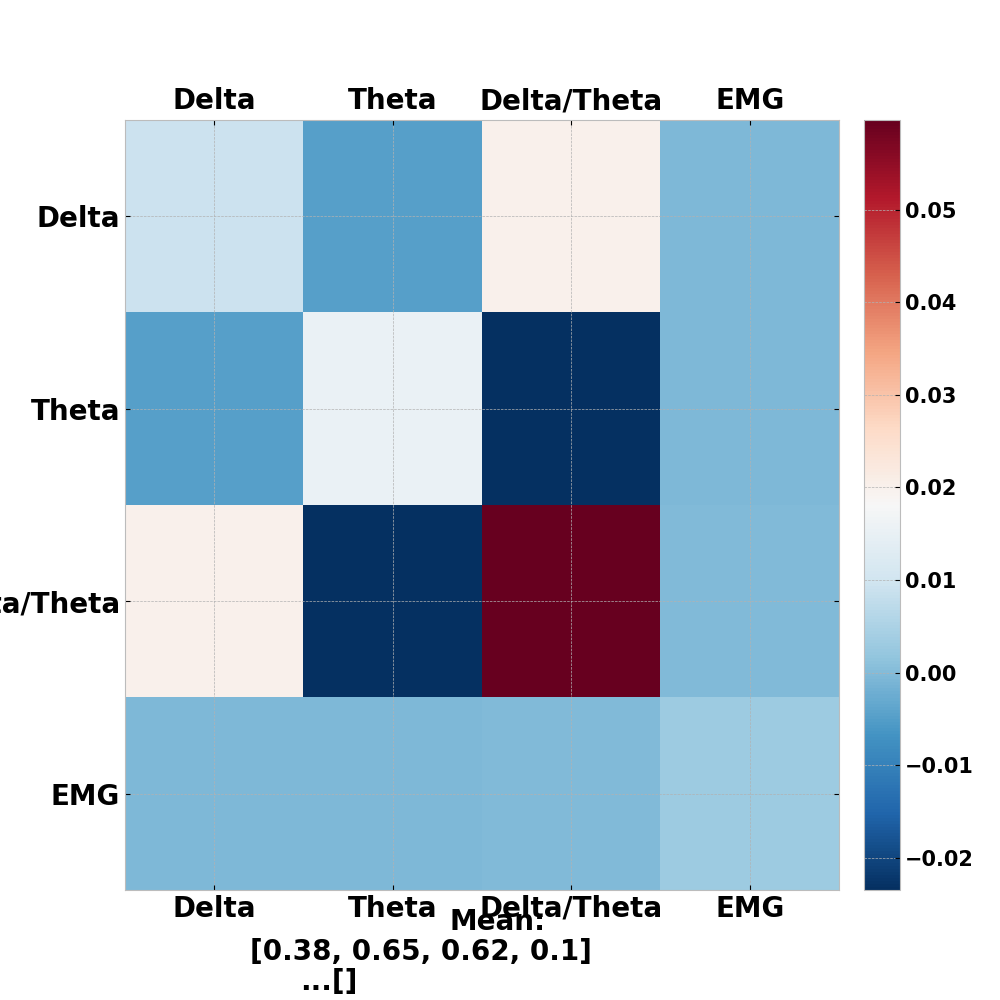 Delta Theta Delta/Theta EMG
Delta
Theta
ta/Theta
EMG
0.05
0.04
0.03
0.02
0.01
0.00
−0.01
−0.02
Delta Theta Delta/Theta EMG
Mean:
[0.38, 0.65, 0.62, 0.1]
...[]